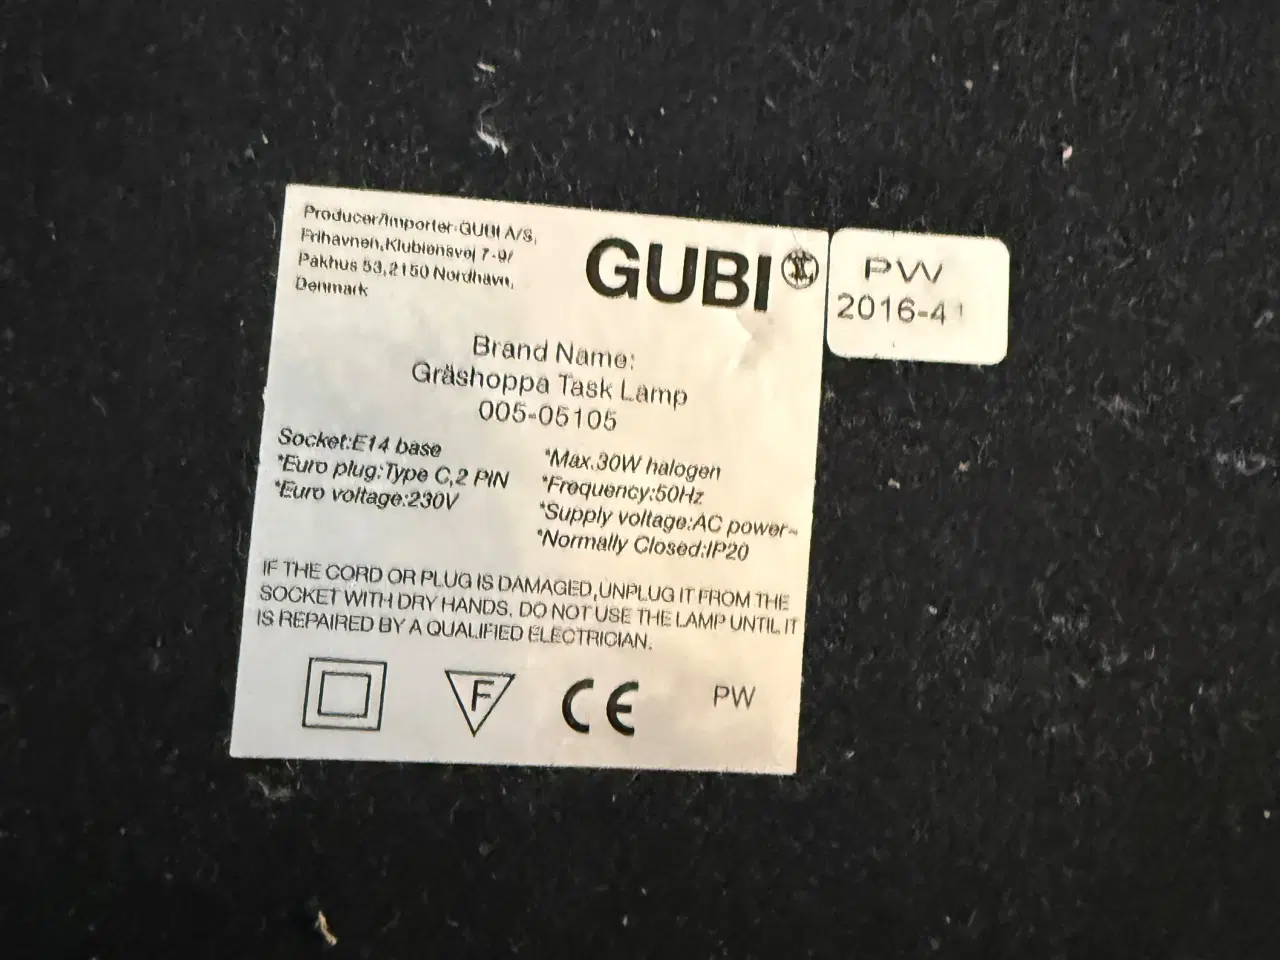 Producer/Importer:GUBI A/S,
Frihavnen,Klubiensvej 7-9/
Pakhus 53,2150 Nordhavn,
Denmark
GUBI
PW
2016-41
Brand Name:
Gräshoppa Task Lamp
005-05105
Socket:E14 base
*Euro plug:Type C,2 PIN
*Euro voltage:230V
*Max.30W halogen
*Frequency:50Hz
*Supply voltage:AC power~
*Normally Closed:IP20
IF THE CORD OR PLUG IS DAMAGED,UNPLUG IT FROM THE
SOCKET WITH DRY HANDS. DO NOT USE THE LAMP UNTIL IT
IS REPAIRED BY A QUALIFIED ELECTRICIAN.
F CE PW